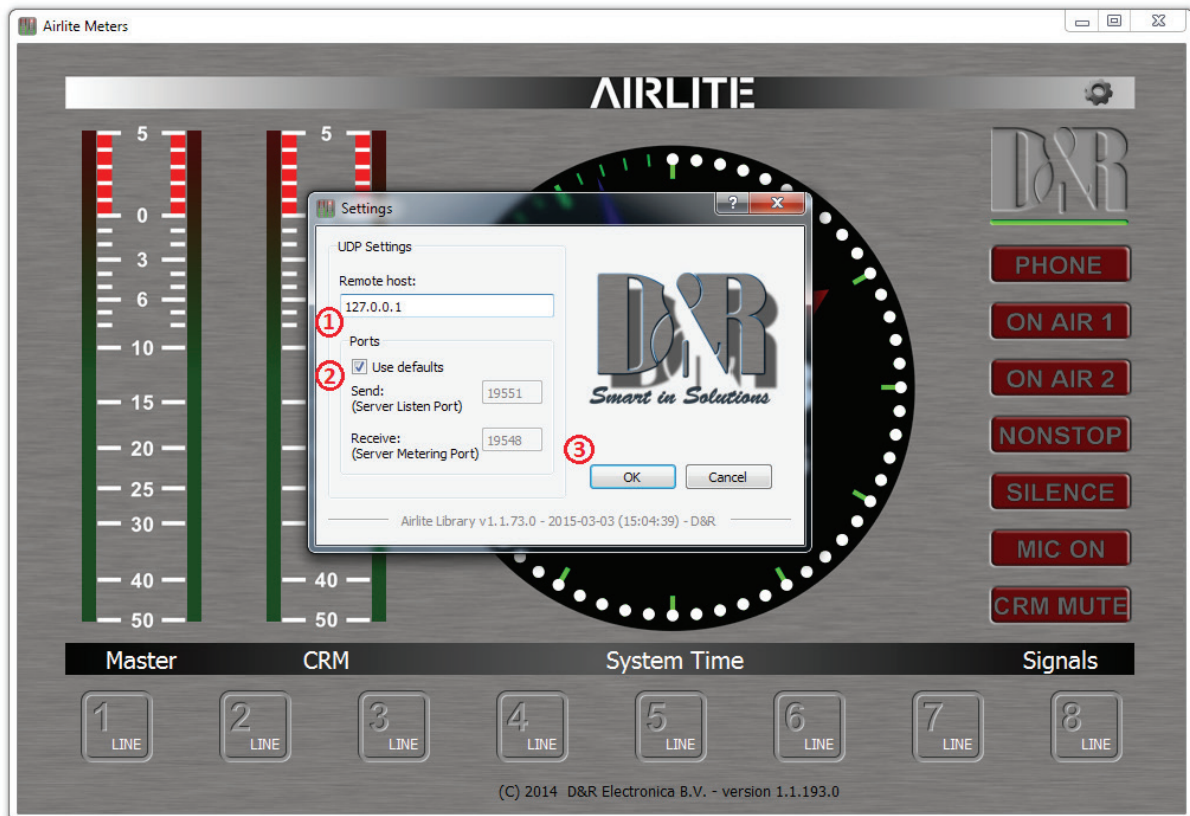 Airlite Meters
AIRLITE
5
0
3
6
10
15
20
25
30
40
50
5
40
50
Settings
?
UDP Settings
Remote host:
127.0.0.1
1
Ports
2
Use defaults
Send:
(Server Listen Port)
19551
Receive:
(Server Metering Port)
19548
D&R
Smart in Solutions
3
OK
Cancel
Airlite Library v1.1.73.0 - 2015-03-03 (15:04:39) - D&R
D&R
PHONE
ON AIR 1
ON AIR 2
NONSTOP
SILENCE
MIC ON
CRM MUTE
Master CRM System Time Signals
1 LINE
2 LINE
3 LINE
4 LINE
5 LINE
6 LINE
7 LINE
8 LINE
(C) 2014 D&R Electronica B.V. - version 1.1.193.0